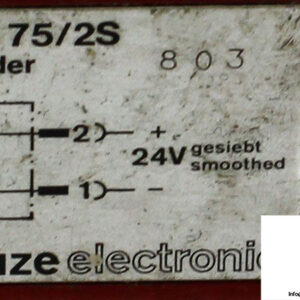 75/2S
der 803
2 +
24V gesiebt
smoothed
1 −
uze electronic